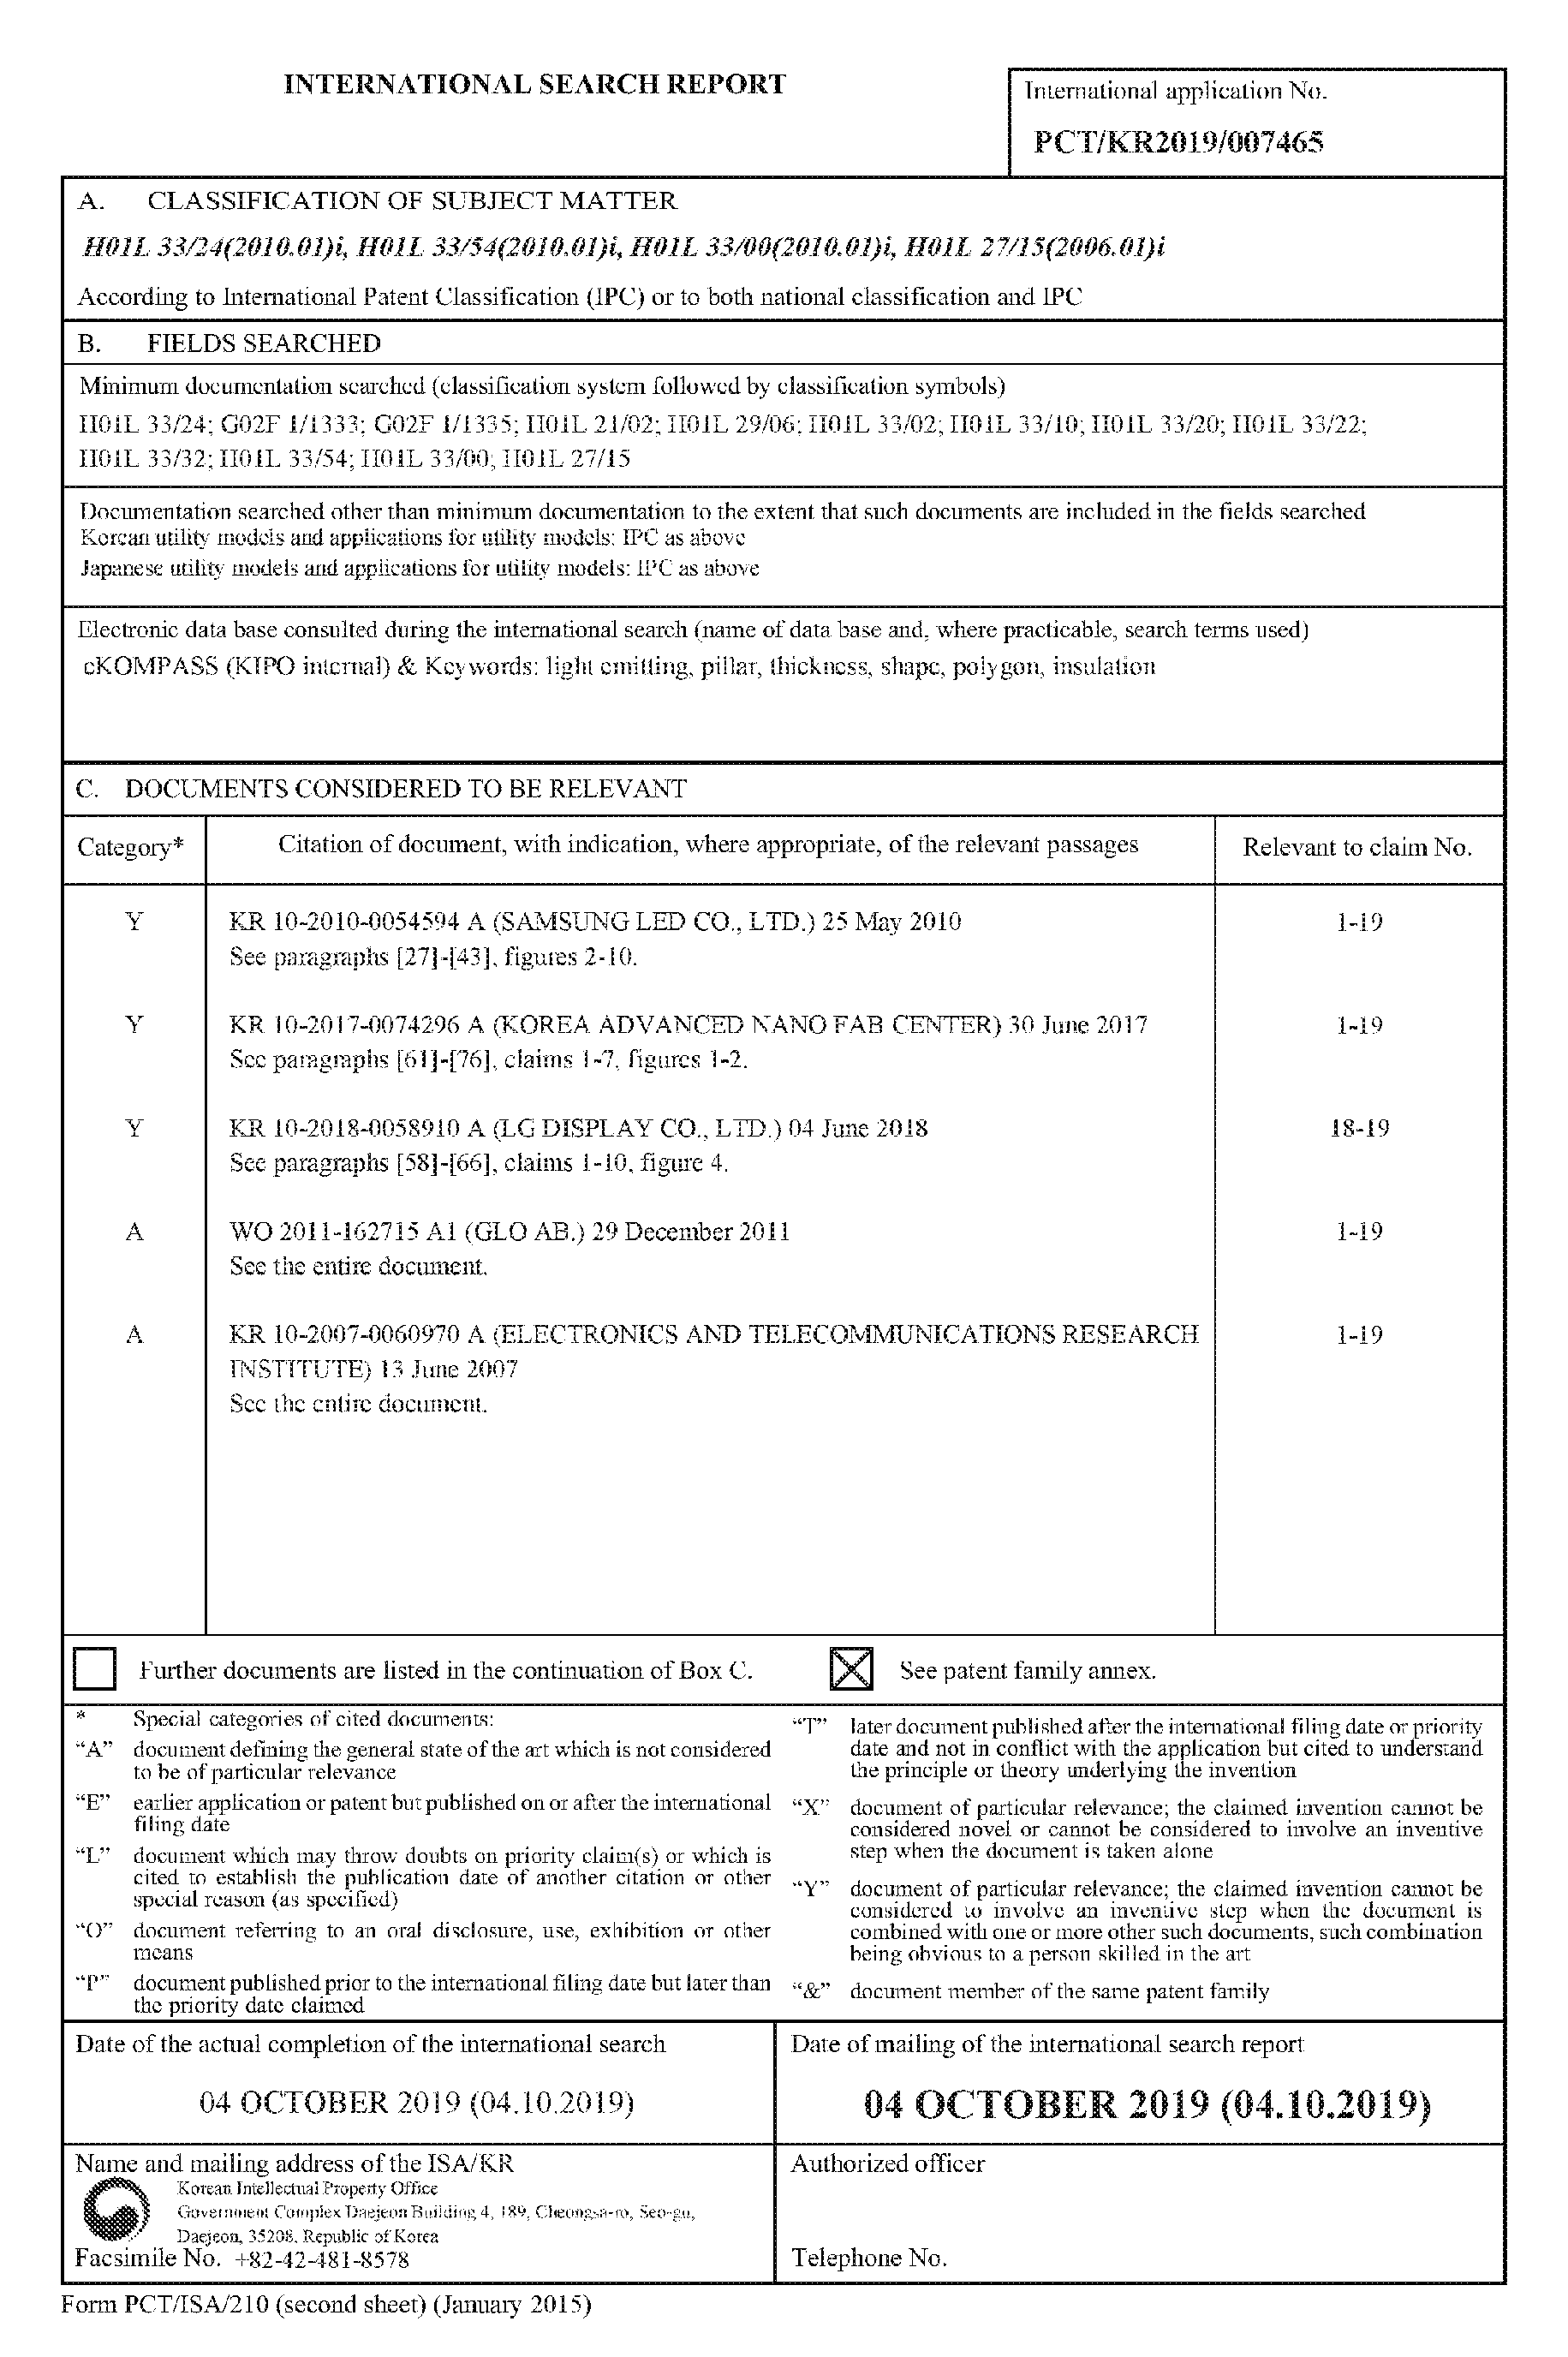 INTERNATIONAL SEARCH REPORT
International application No.
PCT/KR2019/007465
A. CLASSIFICATION OF SUBJECT MATTER
H01L 33/24(2010.01)i, H01L 33/54(2010.01)i, H01L 33/00(2010.01)i, H01L 27/15(2006.01)i
According to International Patent Classification (IPC) or to both national classification and IPC
B. FIELDS SEARCHED
Minimum documentation searched (classification system followed by classification symbols)
H01L 33/24; G02F 1/1333; G02F 1/1335; H01L 21/02; H01L 29/06; H01L 33/02; H01L 33/10; H01L 33/20; H01L 33/22;
H01L 33/32; H01L 33/54; H01L 33/00; H01L 27/15
Documentation searched other than minimum documentation to the extent that such documents are included in the fields searched
Korean utility models and applications for utility models: IPC as above
Japanese utility models and applications for utility models: IPC as above
Electronic data base consulted during the international search (name of data base and, where practicable, search terms used)
eKOMPASS (KIPO internal) & Keywords: light emitting, pillar, thickness, shape, polygon, insulation
C. DOCUMENTS CONSIDERED TO BE RELEVANT
Category* Citation of document, with indication, where appropriate, of the relevant passages Relevant to claim No.
Y KR 10-2010-0054594 A (SAMSUNG LED CO., LTD.) 25 May 2010 1-19
See paragraphs [27]-[43], figures 2-10.
Y KR 10-2017-0074296 A (KOREA ADVANCED NANO FAB CENTER) 30 June 2017 1-19
See paragraphs [61]-[76], claims 1-7, figures 1-2.
Y KR 10-2018-0058910 A (LG DISPLAY CO., LTD.) 04 June 2018 18-19
See paragraphs [58]-[66], claims 1-10, figure 4.
A WO 2011-162715 A1 (GLO AB.) 29 December 2011 1-19
See the entire document.
A KR 10-2007-0060970 A (ELECTRONICS AND TELECOMMUNICATIONS RESEARCH 1-19
INSTITUTE) 13 June 2007
See the entire document.
Further documents are listed in the continuation of Box C.
See patent family annex.
* Special categories of cited documents:
“A” document defining the general state of the art which is not considered
to be of particular relevance
“E” earlier application or patent but published on or after the international
filing date
“L” document which may throw doubts on priority claim(s) or which is
cited to establish the publication date of another citation or other
special reason (as specified)
“O” document referring to an oral disclosure, use, exhibition or other
means
“P” document published prior to the international filing date but later than
the priority date claimed
“T” later document published after the international filing date or priority
date and not in conflict with the application but cited to understand
the principle or theory underlying the invention
“X” document of particular relevance; the claimed invention cannot be
considered novel or cannot be considered to involve an inventive
step when the document is taken alone
“Y” document of particular relevance; the claimed invention cannot be
considered to involve an inventive step when the document is
combined with one or more other such documents, such combination
being obvious to a person skilled in the art
“&” document member of the same patent family
Date of the actual completion of the international search
04 OCTOBER 2019 (04.10.2019)
Date of mailing of the international search report
04 OCTOBER 2019 (04.10.2019)
Name and mailing address of the ISA/KR
Korean Intellectual Property Office
Government Complex Daejeon Building 4, 189, Cheongsa-ro, Seo-gu,
Daejeon, 35208, Republic of Korea
Facsimile No. +82-42-481-8578
Authorized officer
Telephone No.
Form PCT/ISA/210 (second sheet) (January 2015)